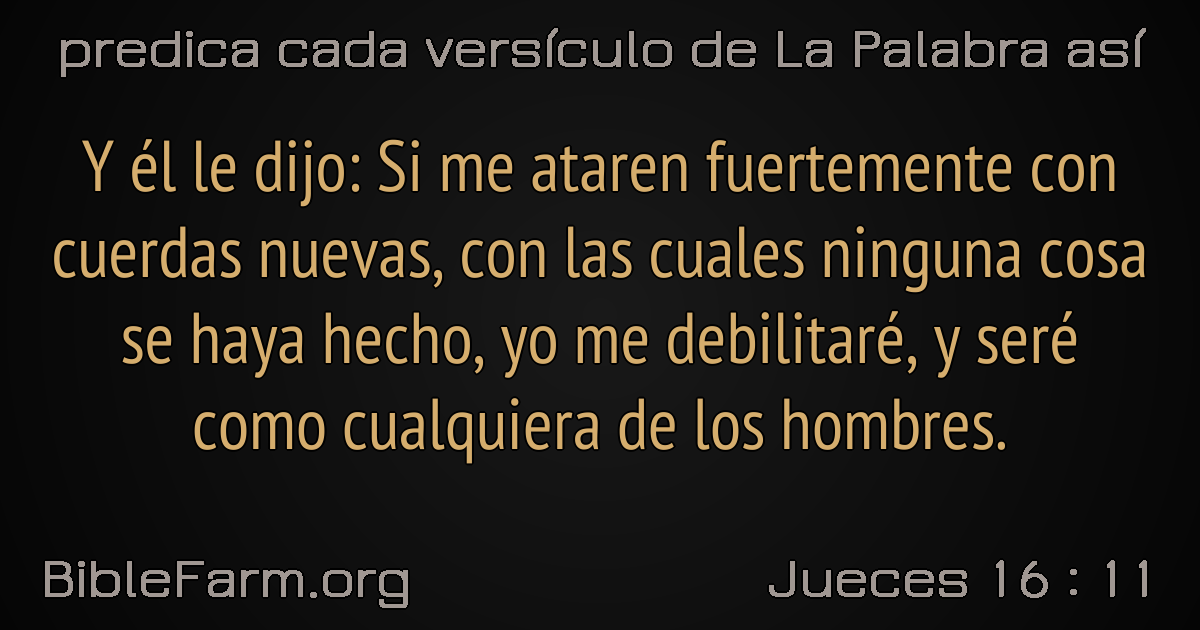 predica cada versículo de La Palabra así
Y él le dijo: Si me ataren fuertemente con
cuerdas nuevas, con las cuales ninguna cosa
se haya hecho, yo me debilitaré, y seré
como cualquiera de los hombres.
BibleFarm.org
Jueces 16 : 11